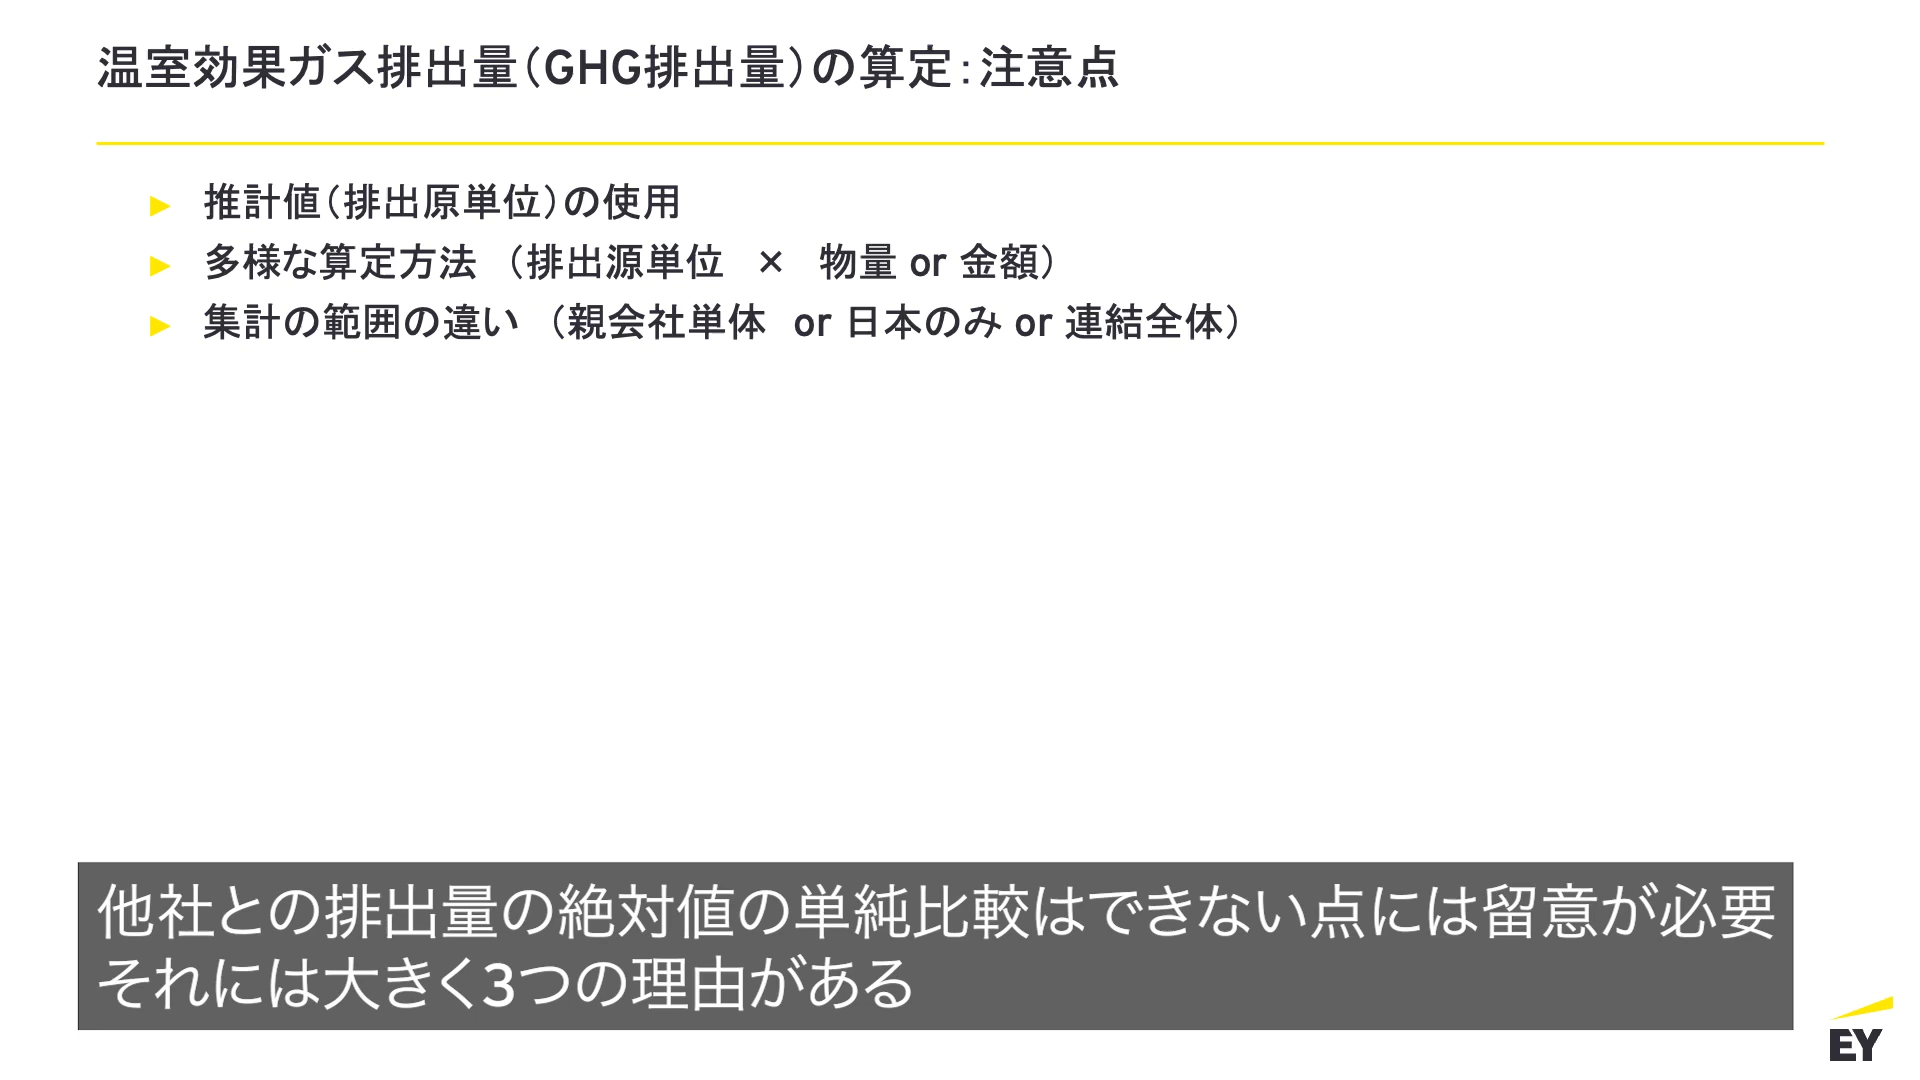 温室効果ガス排出量（GHG排出量）の算定：注意点
► 推計値（排出原単位）の使用
► 多様な算定方法 （排出源単位 × 物量 or 金額）
► 集計の範囲の違い （親会社単体 or 日本のみ or 連結全体）
他社との排出量の絶対値の単純比較はできない点には留意が必要
それには大きく3つの理由がある
EY